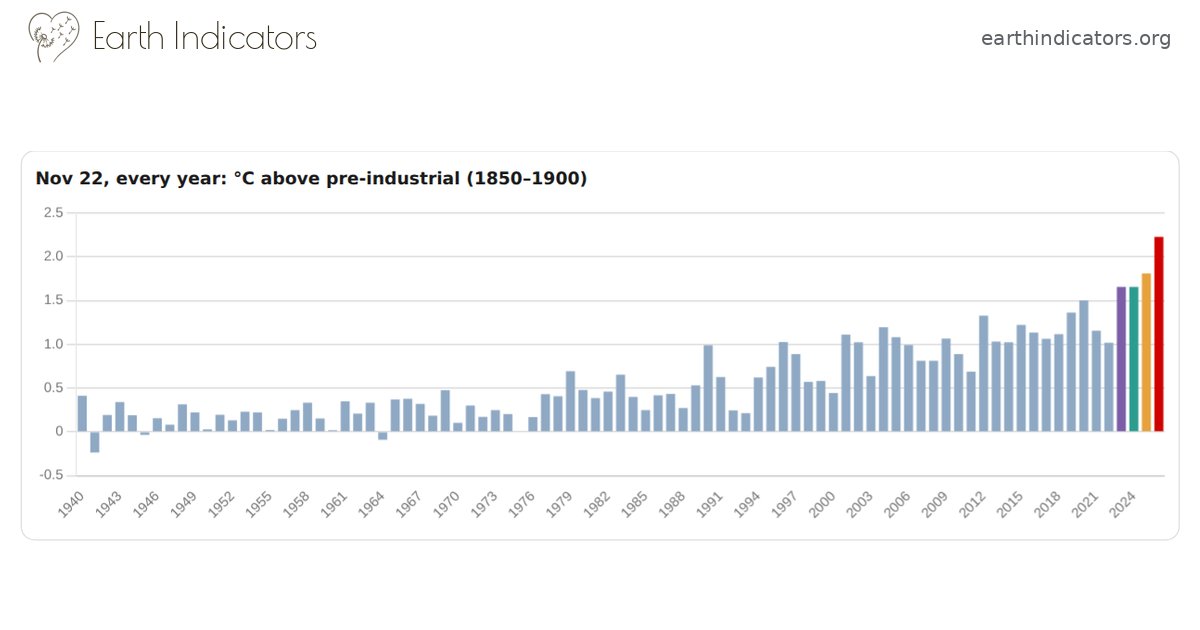 Earth Indicators
earthindicators.org
Nov 22, every year: °C above pre-industrial (1850–1900)
2.5
2.0
1.5
1.0
0.5
0
-0.5
1940 1943 1946 1949 1952 1955 1958 1961 1964 1967 1970 1973 1976 1979 1982 1985 1988 1991 1994 1997 2000 2003 2006 2009 2012 2015 2018 2021 2024